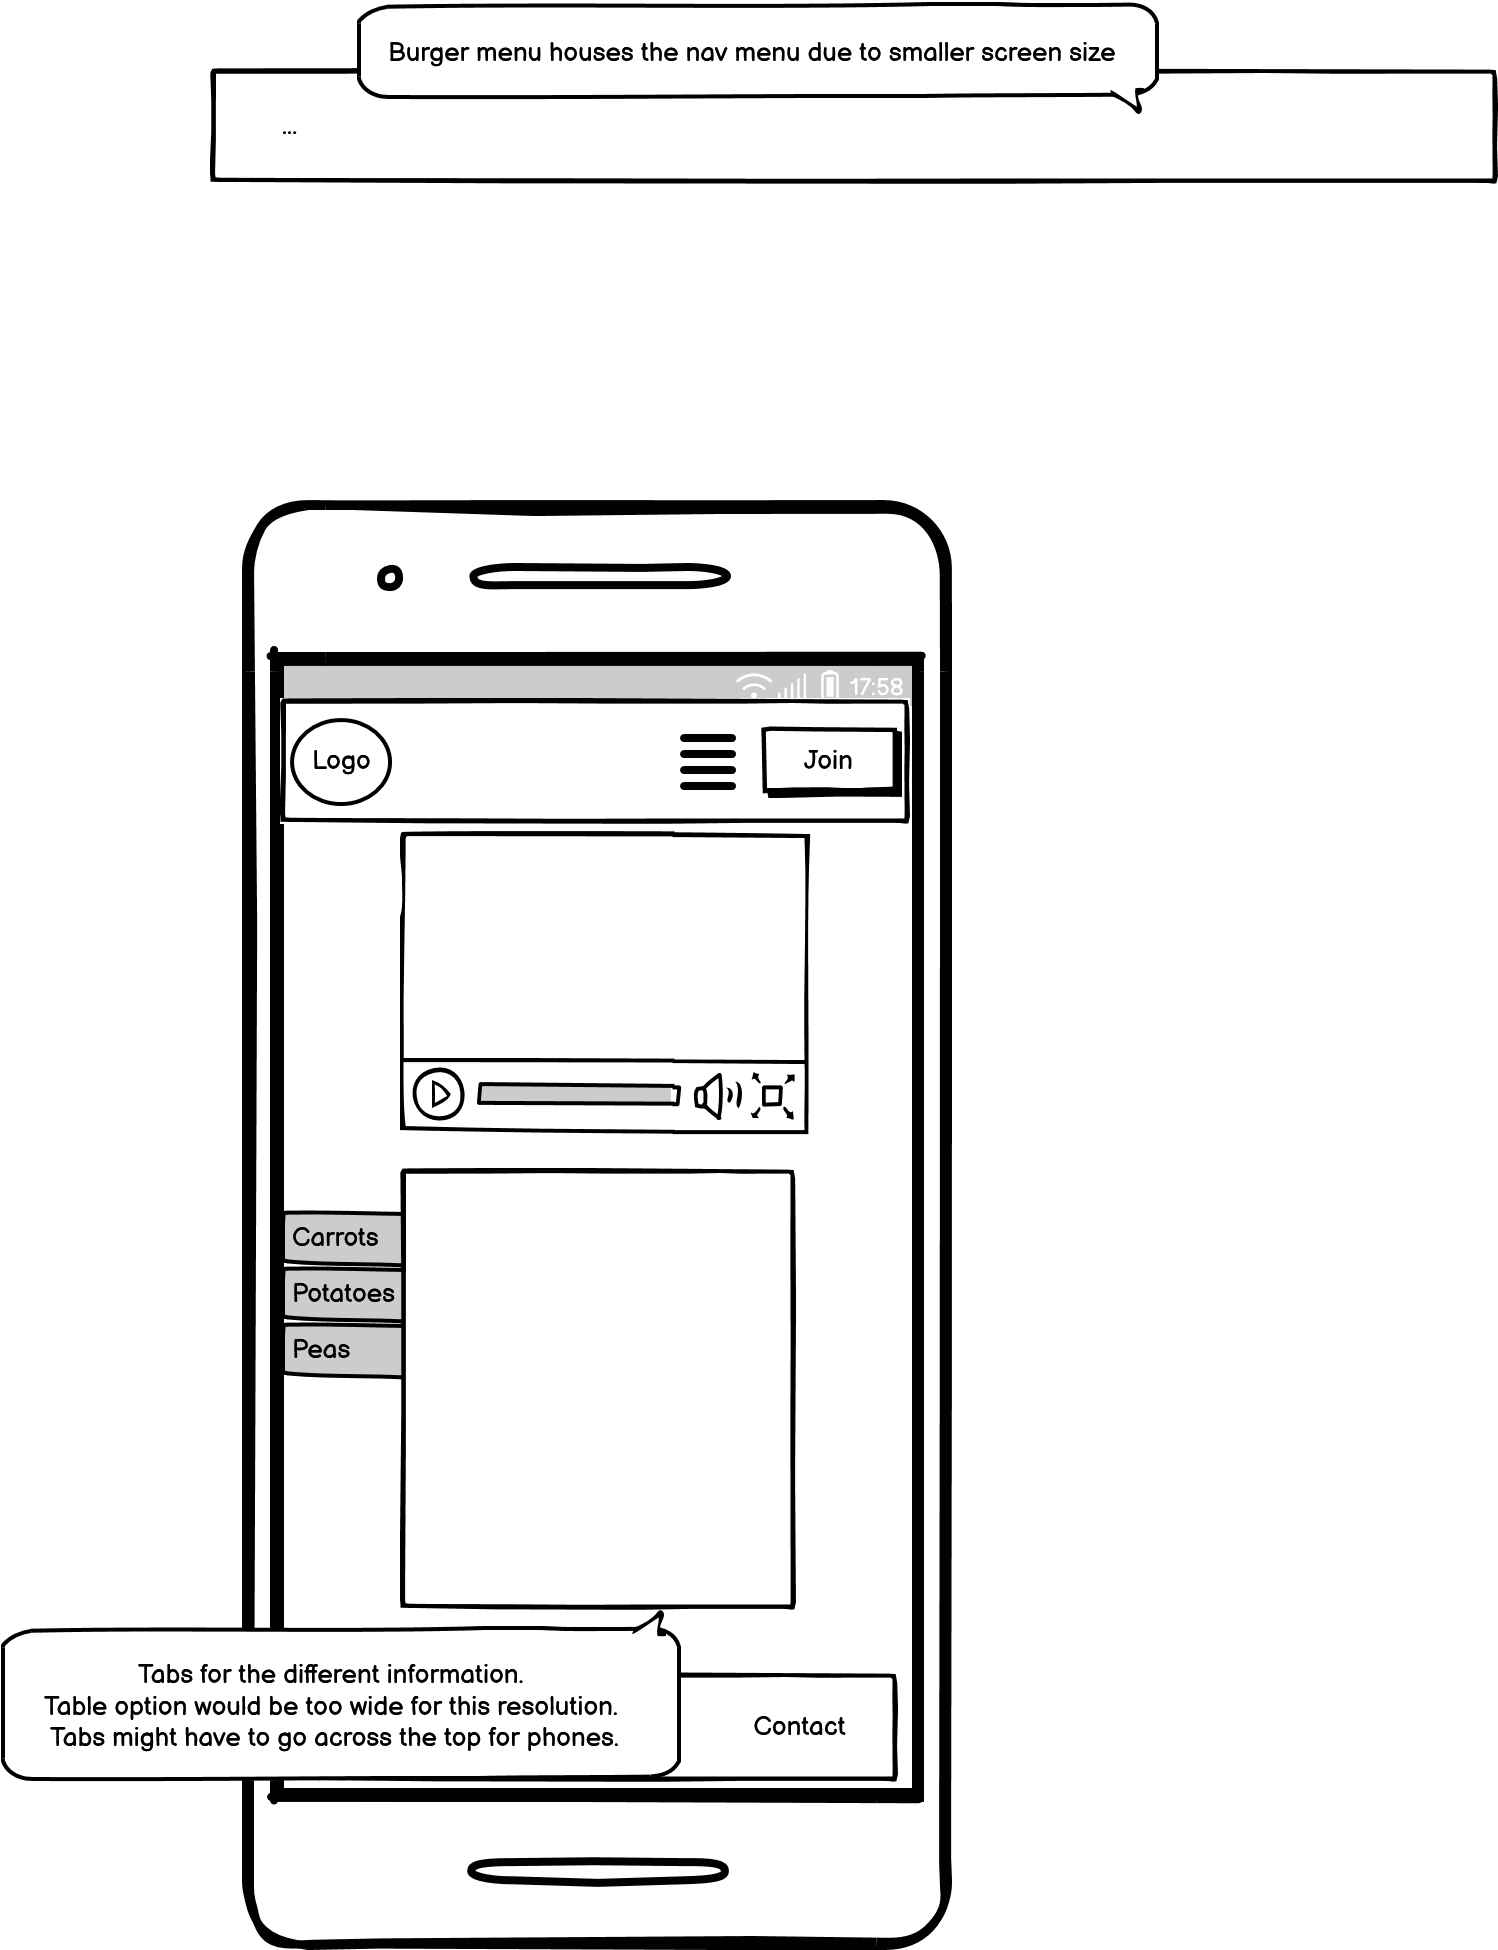 Burger menu houses the nav menu due to smaller screen size
...
17:58
Logo
Join
Carrots
Potatoes
Peas
Tabs for the different information.
Table option would be too wide for this resolution.
Tabs might have to go across the top for phones.
Contact